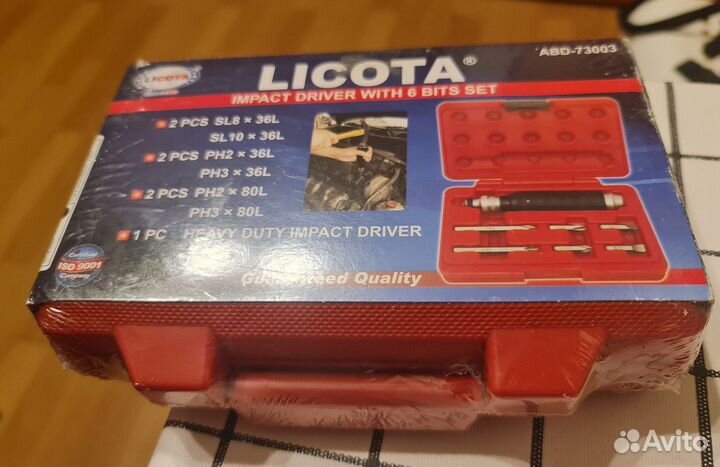 LICOTA
ABD-73003
LICOTA®
IMPACT DRIVER WITH 6 BITS SET
2 PCS SL8 × 36L
SL10 × 36L
2 PCS PH2 × 36L
PH3 × 36L
2 PCS PH2 × 80L
PH3 × 80L
1 PC HEAVY DUTY IMPACT DRIVER
Certified
ISO 9001
Company
Guaranteed Quality
Avito